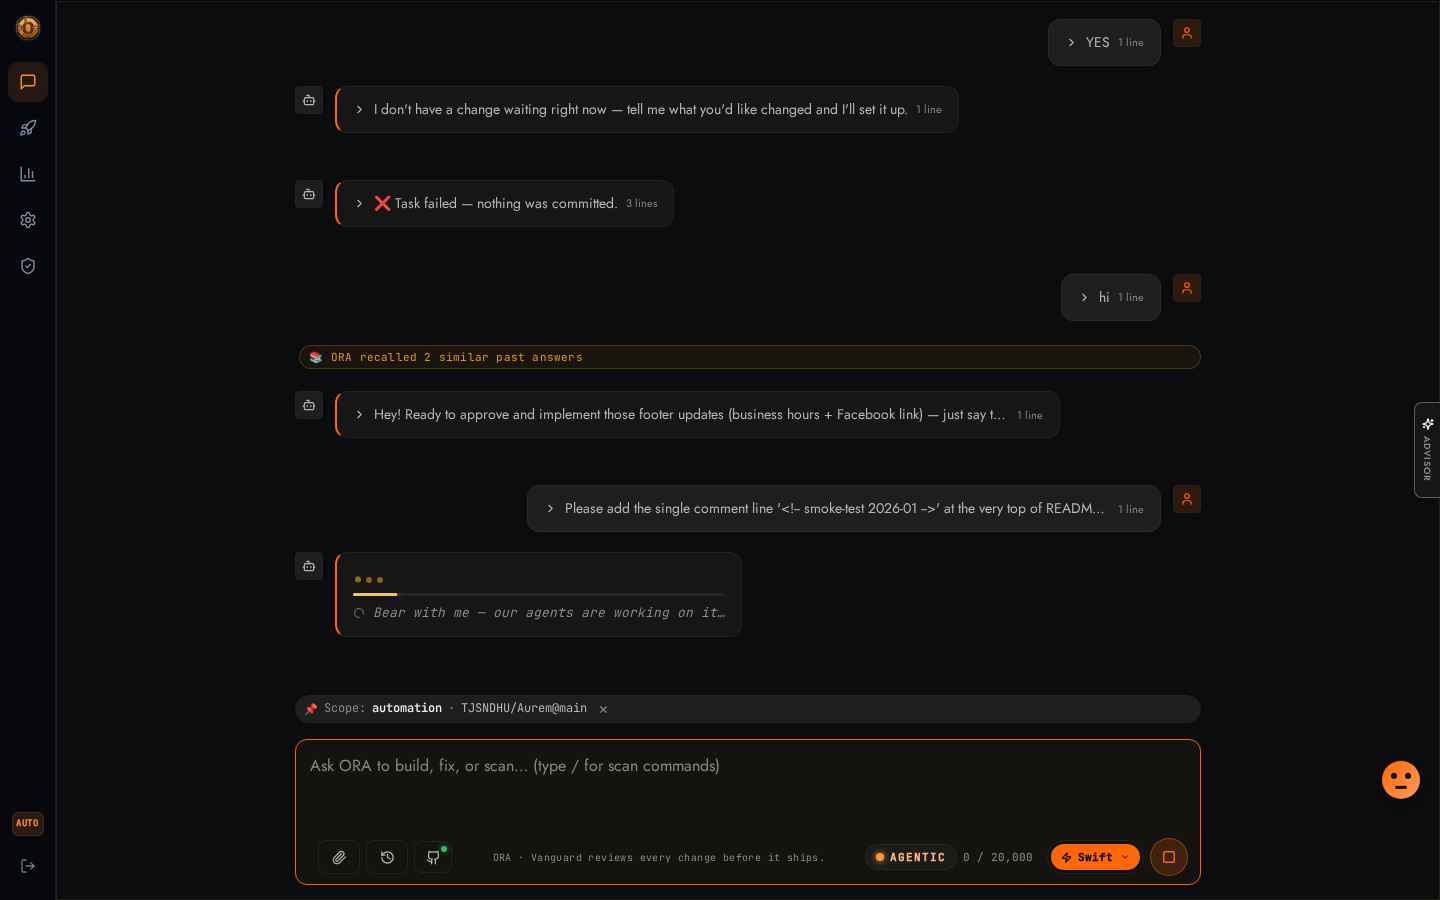 YES 1 line
I don't have a change waiting right now — tell me what you'd like changed and I'll set it up. 1 line
❌ Task failed — nothing was committed. 3 lines
hi 1 line
📚 ORA recalled 2 similar past answers
Hey! Ready to approve and implement those footer updates (business hours + Facebook link) — just say t... 1 line
ADVISOR
Please add the single comment line '<!-- smoke-test 2026-01 -->' at the very top of READM... 1 line
Bear with me — our agents are working on it…
📌 Scope: automation · TJSNDHU/Aurem@main ×
Ask ORA to build, fix, or scan... (type / for scan commands)
AUTO
ORA · Vanguard reviews every change before it ships.
AGENTIC 0 / 20,000 Swift